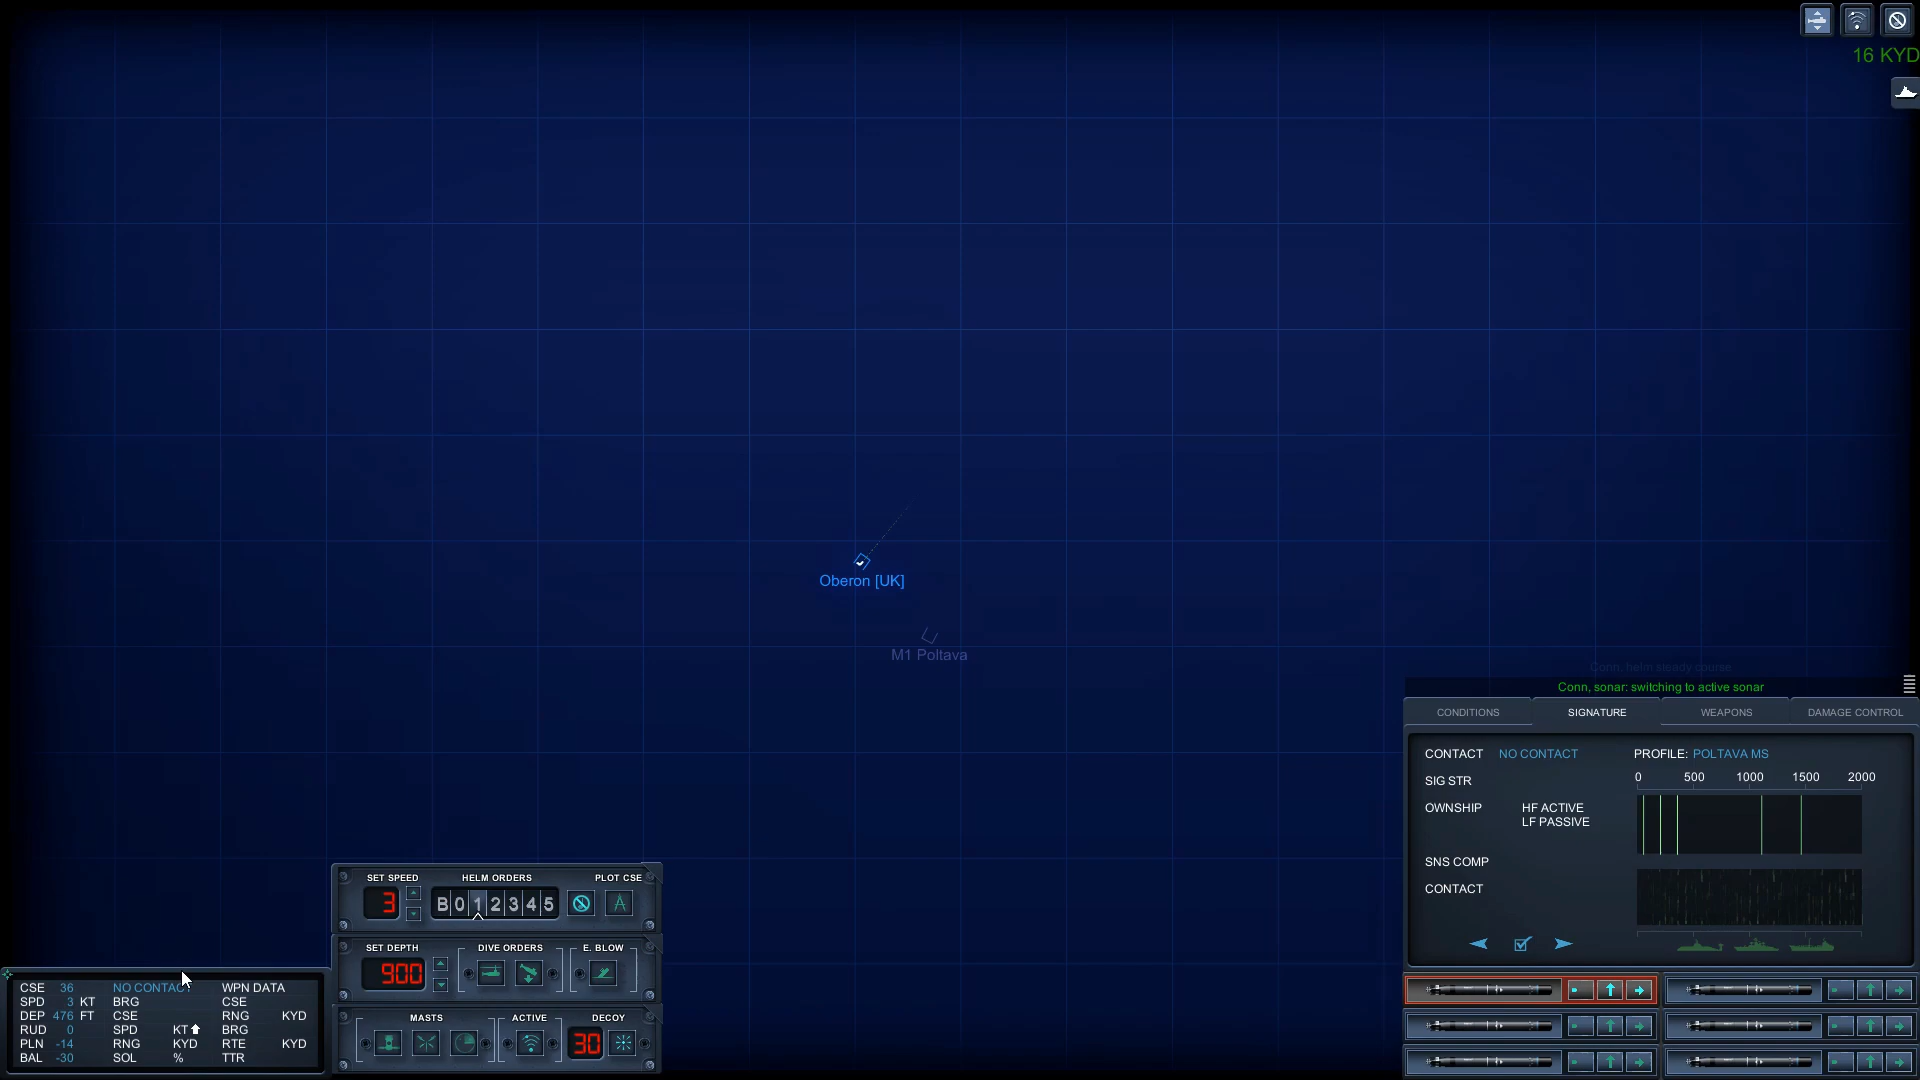 16 KYD
Oberon [UK]
M1 Poltava
Conn, helm steady course
Conn, sonar: switching to active sonar
CONDITIONS SIGNATURE WEAPONS DAMAGE CONTROL
CONTACT NO CONTACT PROFILE: POLTAVA MS
SIG STR 0 500 1000 1500 2000
OWNSHIP HF ACTIVE
LF PASSIVE
SNS COMP
CONTACT
SET SPEED HELM ORDERS PLOT CSE
3 B 0 1 2 3 4 5
SET DEPTH DIVE ORDERS E. BLOW
900
MASTS ACTIVE DECOY
30
CSE 36 NO CONTACT WPN DATA
SPD 3 KT BRG CSE
DEP 476 FT CSE RNG KYD
RUD 0 SPD KT BRG
PLN -14 RNG KYD RTE KYD
BAL -30 SOL % TTR